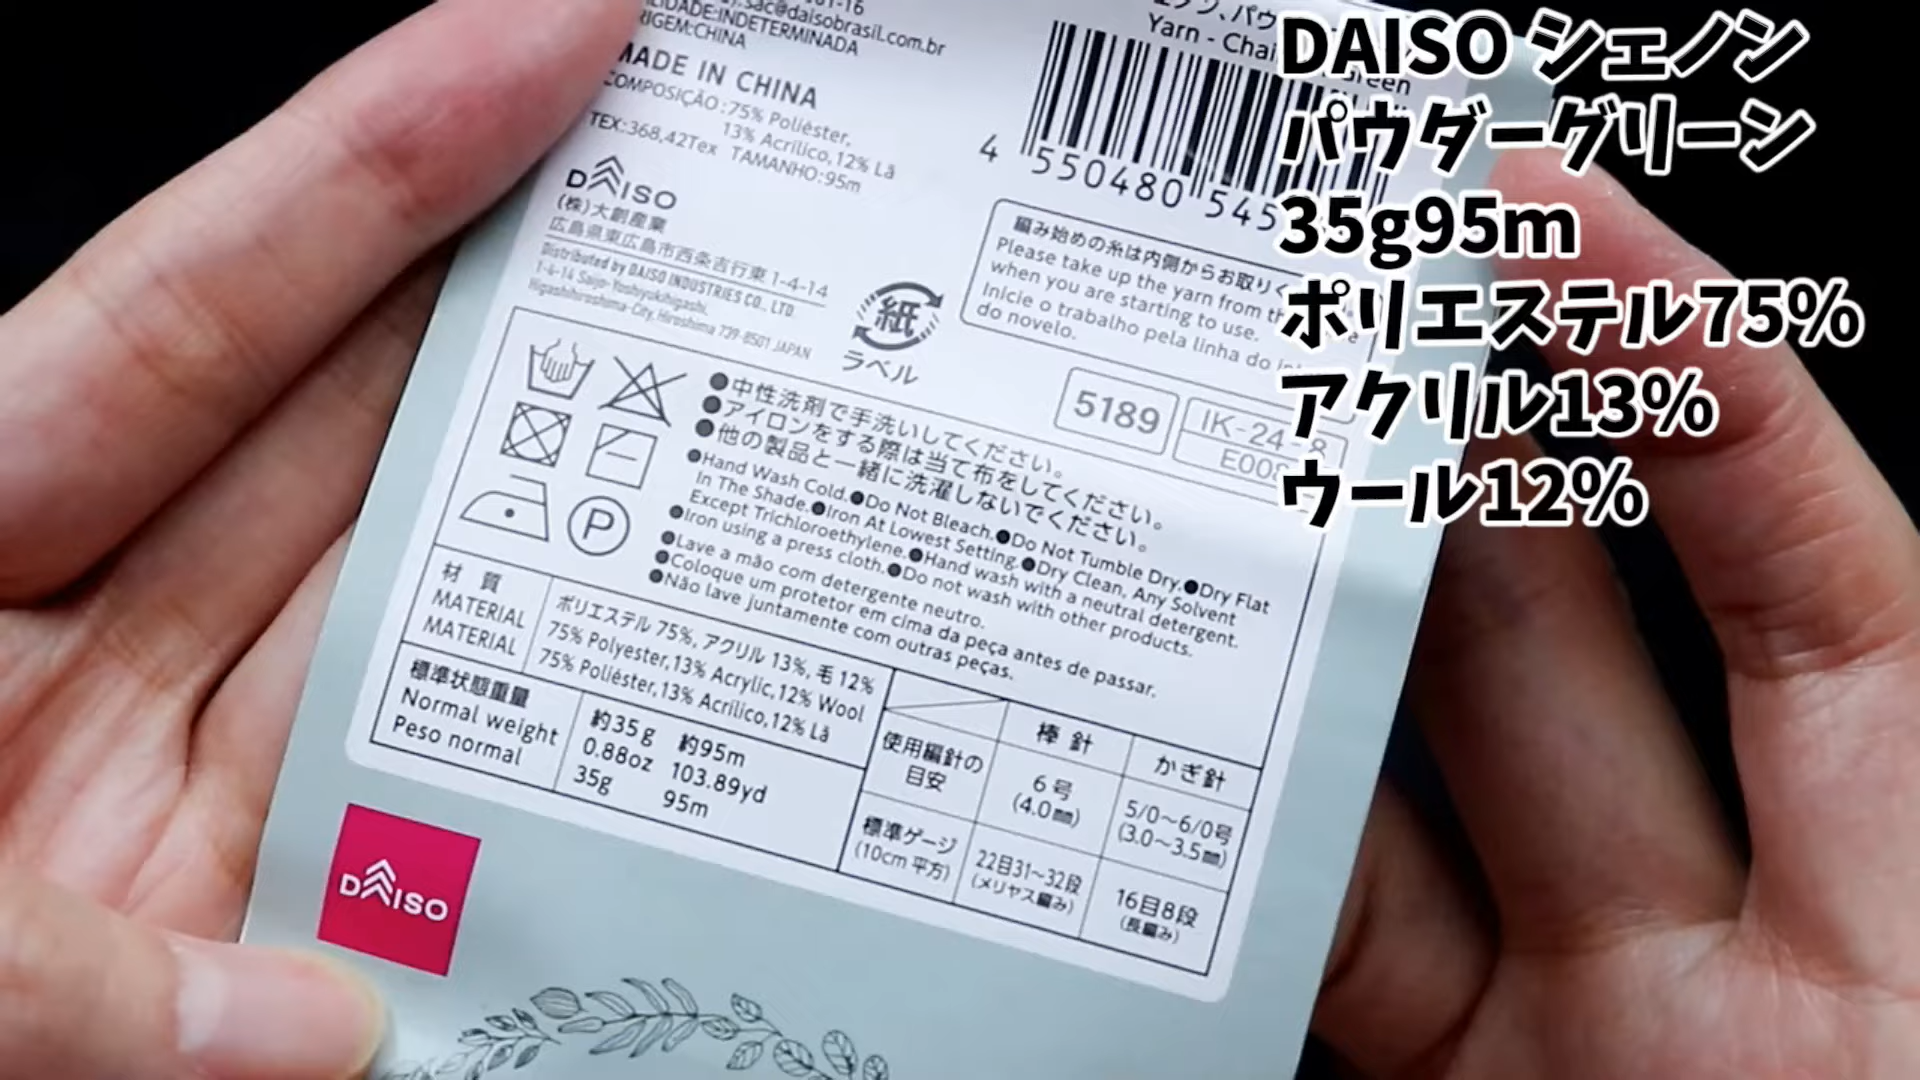 sac@daisobrasil.com.br
INDETERMINADA
ORIGEM:CHINA
MADE IN CHINA
COMPOSIÇÃO:75% Poliéster,
13% Acrílico,12% Lã
TEX:368,42Tex TAMANHO:95m
DAISO
(株)大創産業
広島県東広島市西条吉行東1-4-14
Distributed by DAISO INDUSTRIES CO., LTD.
1-4-14 Saijo-Yoshiyukihigashi,
Higashihiroshima-City, Hiroshima 739-8501 JAPAN
紙
ラベル
Yarn - Chai
Green
4 550480 545
編み始めの糸は内側からお取りく
Please take up the yarn from th
when you are starting to use.
Inicie o trabalho pela linha do
do novelo.
5189
IK-24
DAISO シェノン
パウダーグリーン
35g95m
ポリエステル75%
アクリル13%
ウール12%
●中性洗剤で手洗いしてください。
●アイロンをする際は当て布をしてください。
●他の製品と一緒に洗濯しないでください。
●Hand Wash Cold.●Do Not Bleach.●Do Not Tumble Dry.●Dry Flat
In The Shade.●Iron At Lowest Setting.●Dry Clean, Any Solvent
Except Trichloroethylene.●Hand wash with a neutral detergent.
●Iron using a press cloth.●Do not wash with other products.
●Lave a mão com detergente neutro.
●Coloque um protetor em cima da peça antes de passar.
●Não lave juntamente com outras peças.
P
材質
MATERIAL
MATERIAL
ポリエステル 75%, アクリル 13%, 毛 12%
75% Polyester,13% Acrylic,12% Wool
75% Poliéster,13% Acrílico,12% Lã
標準状態重量
Normal weight
Peso normal
約35g 約95m
0.88oz 103.89yd
35g 95m
棒針
かぎ針
使用編針の
目安
6号
(4.0㎜)
5/0～6/0号
(3.0～3.5㎜)
標準ゲージ
(10cm平方)
22目31～32段
(メリヤス編み)
16目8段
(長編み)
DAISO